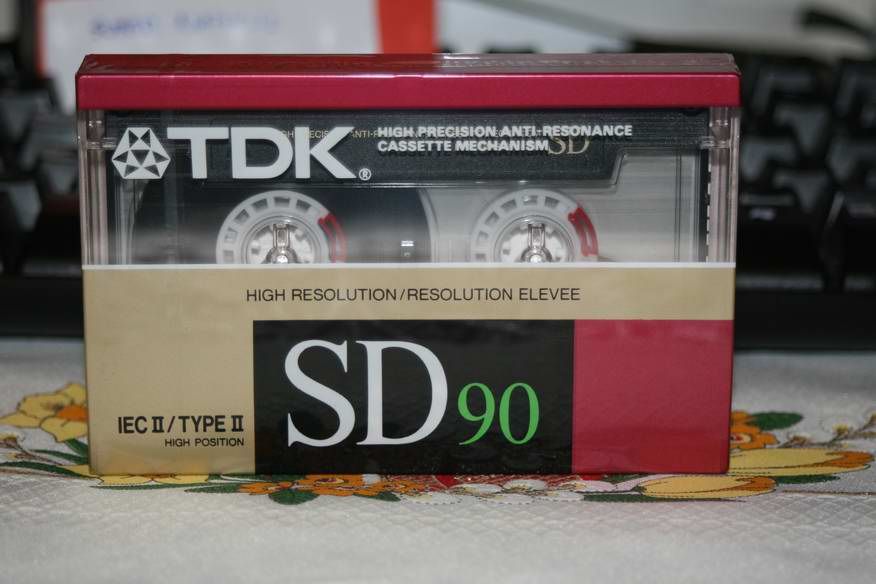 TDK®
HIGH PRECISION ANTI-RESONANCE
CASSETTE MECHANISM
SD
HIGH RESOLUTION/RESOLUTION ELEVEE
IEC II/TYPE II
HIGH POSITION
SD 90